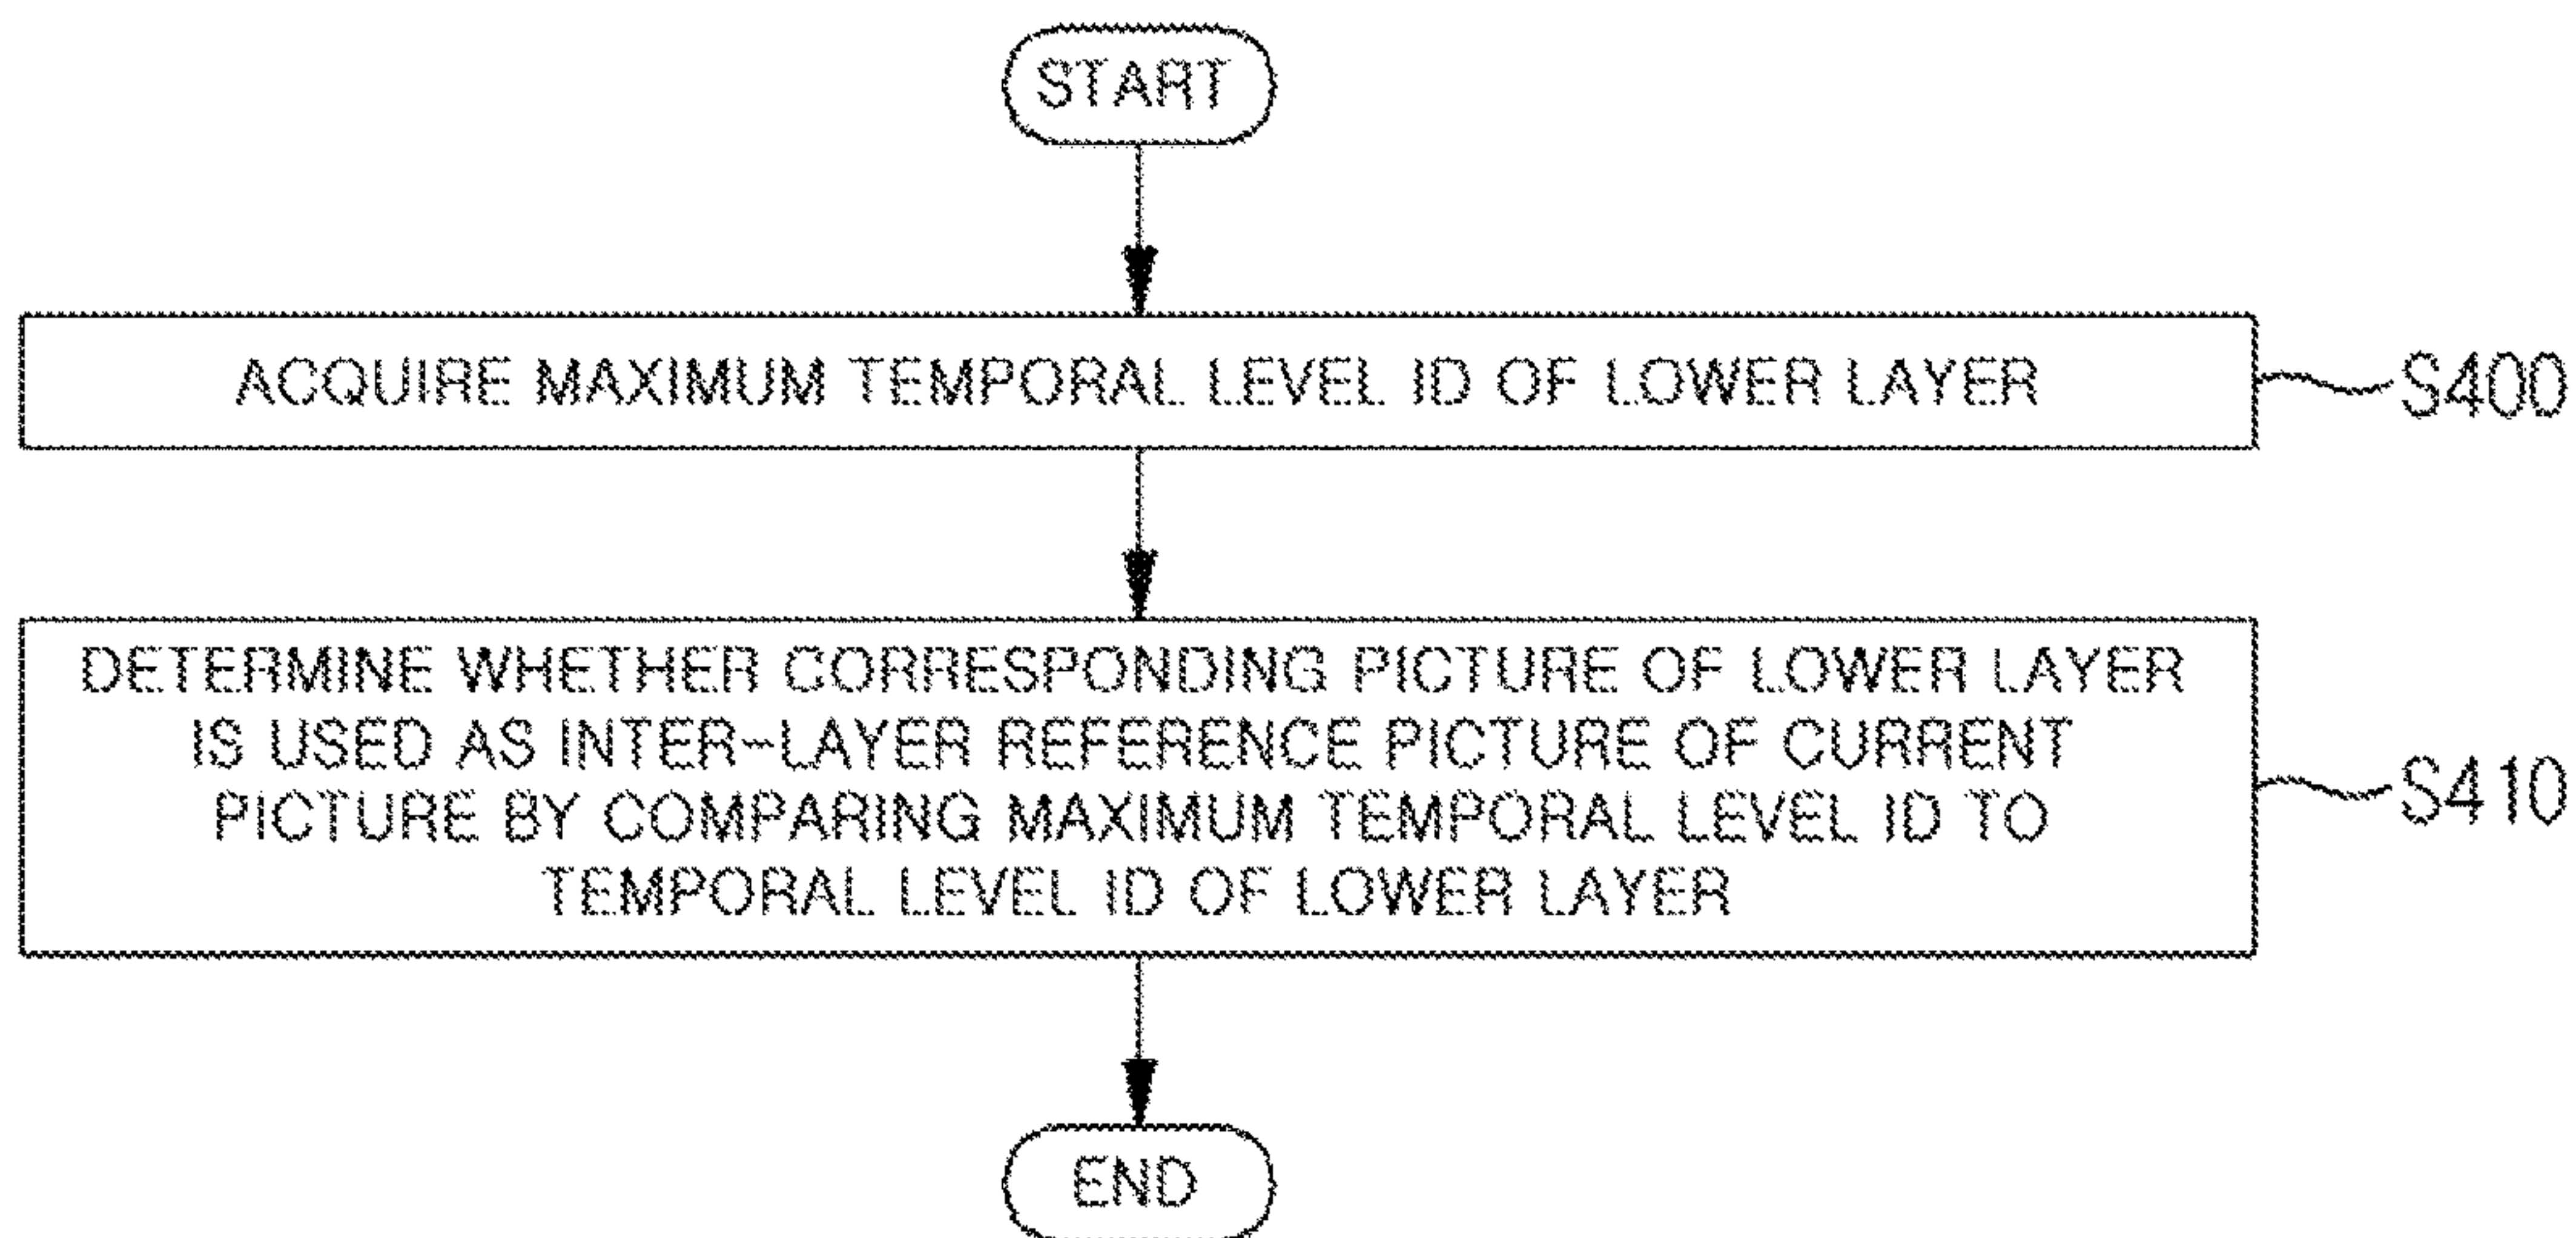 START
ACQUIRE MAXIMUM TEMPORAL LEVEL ID OF LOWER LAYER
S400
DETERMINE WHETHER CORRESPONDING PICTURE OF LOWER LAYER
IS USED AS INTER-LAYER REFERENCE PICTURE OF CURRENT
PICTURE BY COMPARING MAXIMUM TEMPORAL LEVEL ID TO
TEMPORAL LEVEL ID OF LOWER LAYER
S410
END